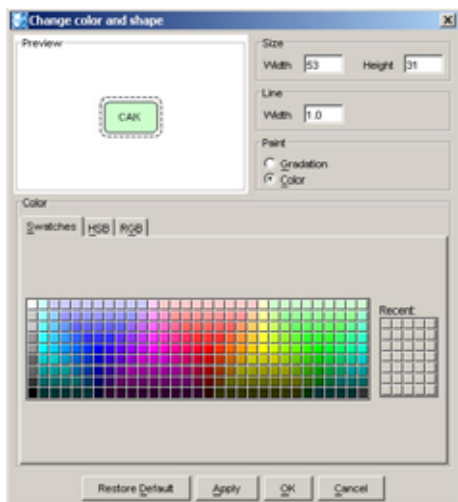 Change color and shape
Preview
CAK
Size
Width 53 Height 31
Line
Width 1.0
Paint
Gradation
Color
Color
Swatches HSB RGB
Recent:
Restore Default Apply OK Cancel